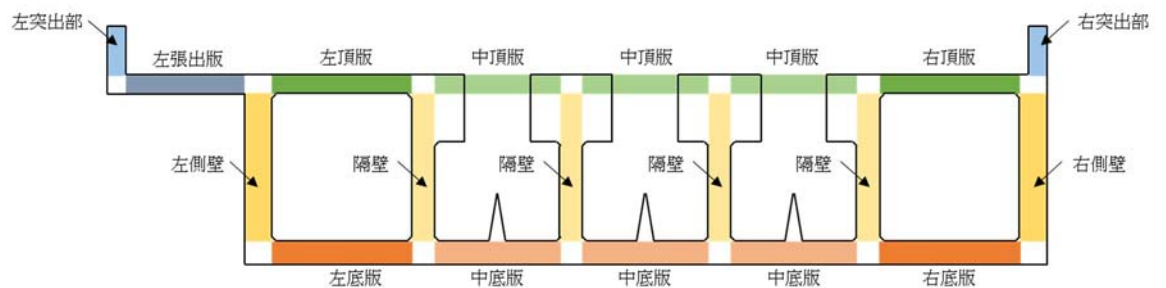 左突出部
右突出部
左張出版
左頂版
中頂版
中頂版
中頂版
右頂版
左側壁
隔壁
隔壁
隔壁
隔壁
右側壁
左底版
中底版
中底版
中底版
右底版